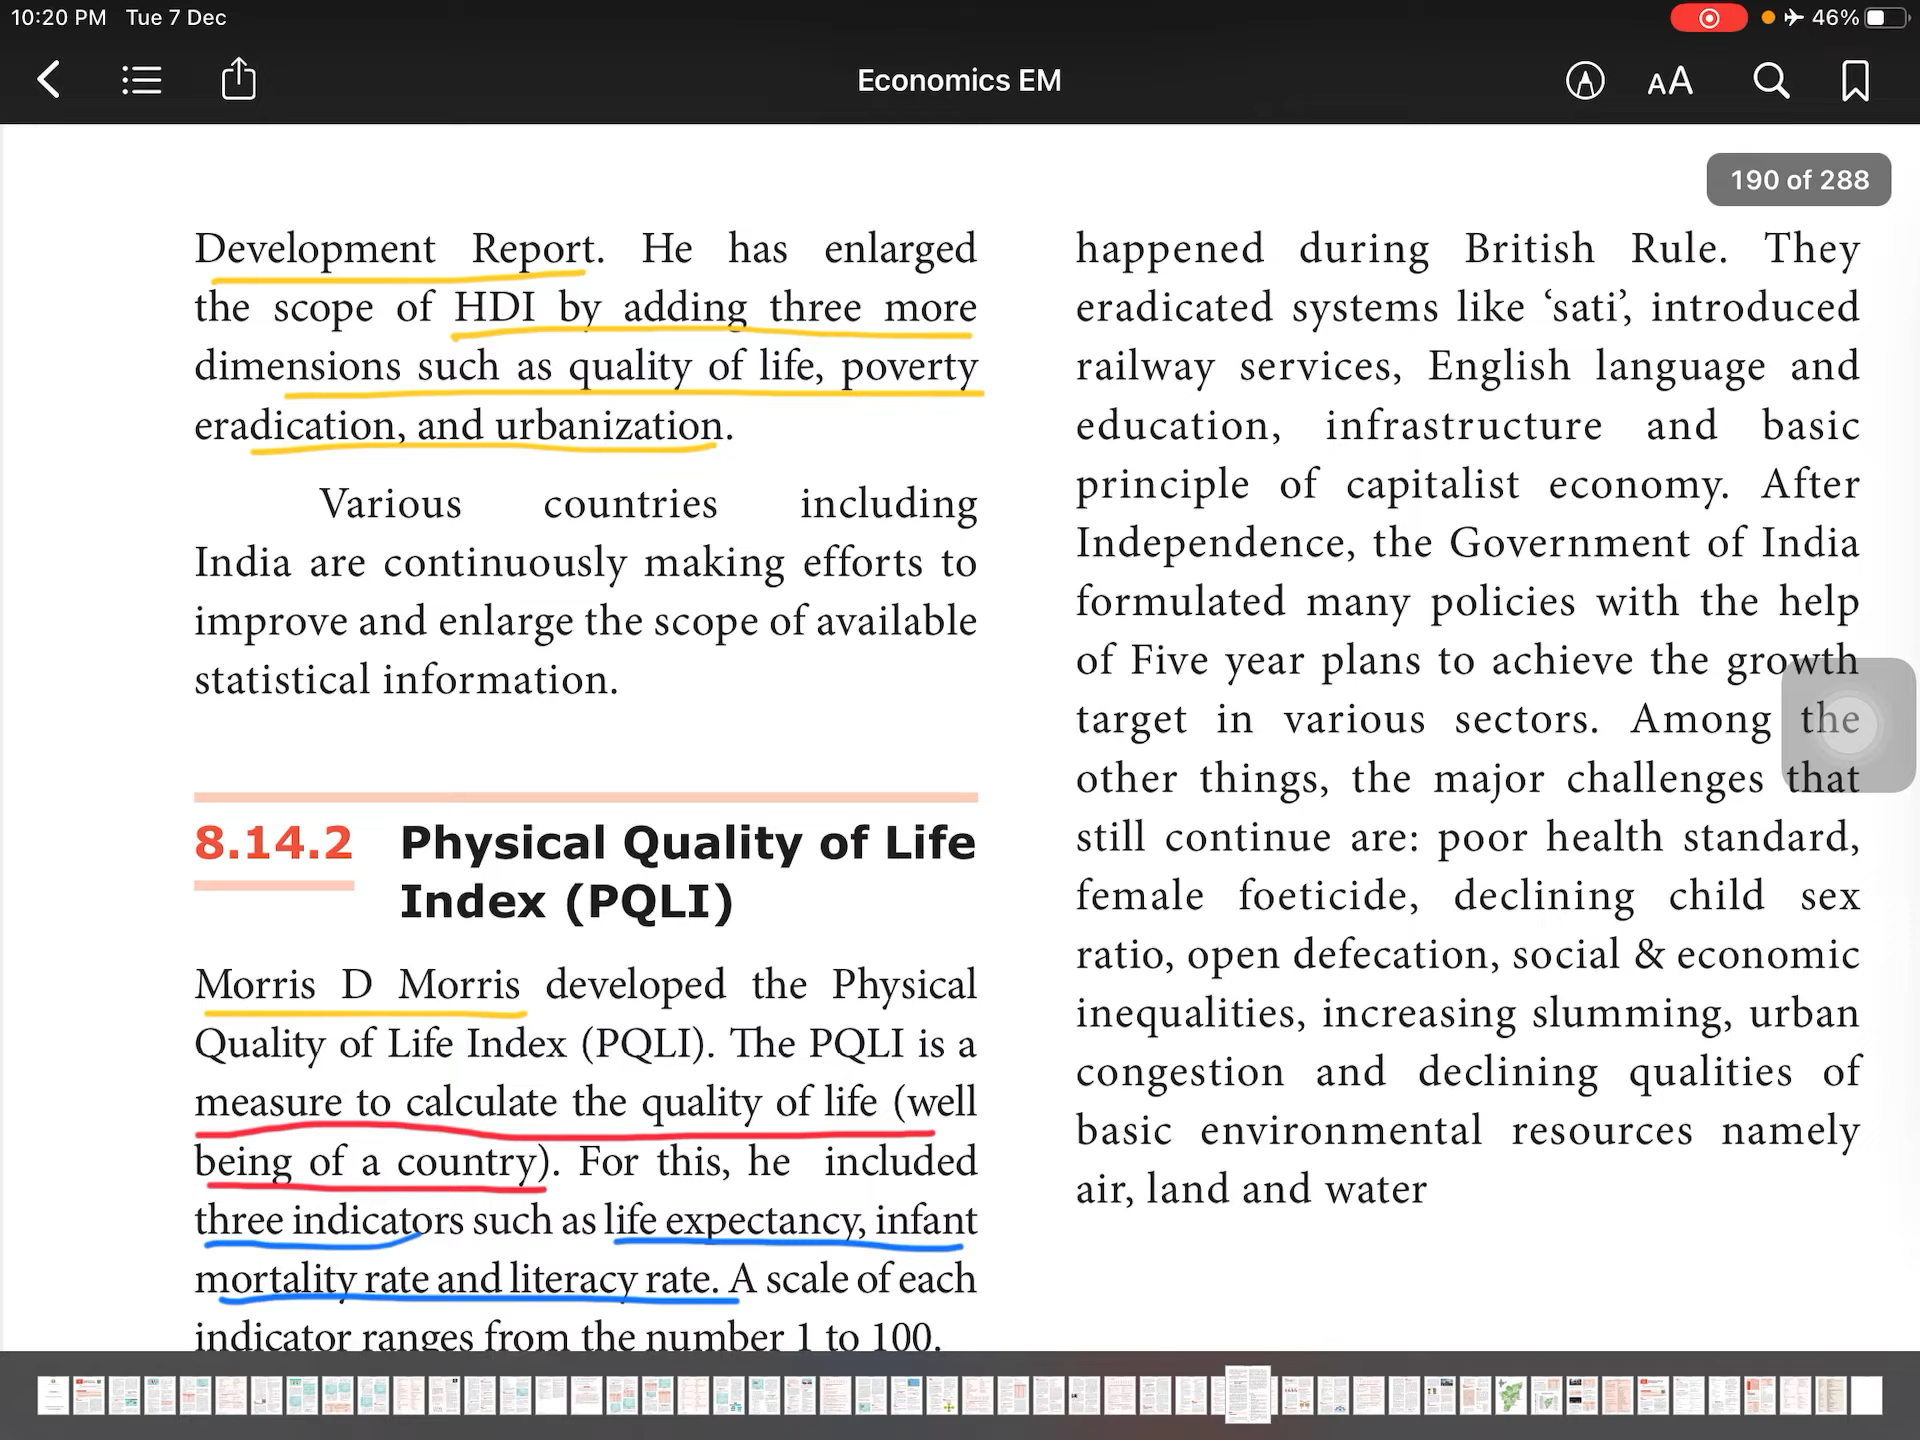 10:20 PM Tue 7 Dec
46%
Economics EM
AA
190 of 288
Development Report. He has enlarged
the scope of HDI by adding three more
dimensions such as quality of life, poverty
eradication, and urbanization.
Various countries including
India are continuously making efforts to
improve and enlarge the scope of available
statistical information.
8.14.2 Physical Quality of Life
Index (PQLI)
Morris D Morris developed the Physical
Quality of Life Index (PQLI). The PQLI is a
measure to calculate the quality of life (well
being of a country). For this, he included
three indicators such as life expectancy, infant
mortality rate and literacy rate. A scale of each
indicator ranges from the number 1 to 100.
happened during British Rule. They
eradicated systems like ‘sati’, introduced
railway services, English language and
education, infrastructure and basic
principle of capitalist economy. After
Independence, the Government of India
formulated many policies with the help
of Five year plans to achieve the growth
target in various sectors. Among the
other things, the major challenges that
still continue are: poor health standard,
female foeticide, declining child sex
ratio, open defecation, social & economic
inequalities, increasing slumming, urban
congestion and declining qualities of
basic environmental resources namely
air, land and water